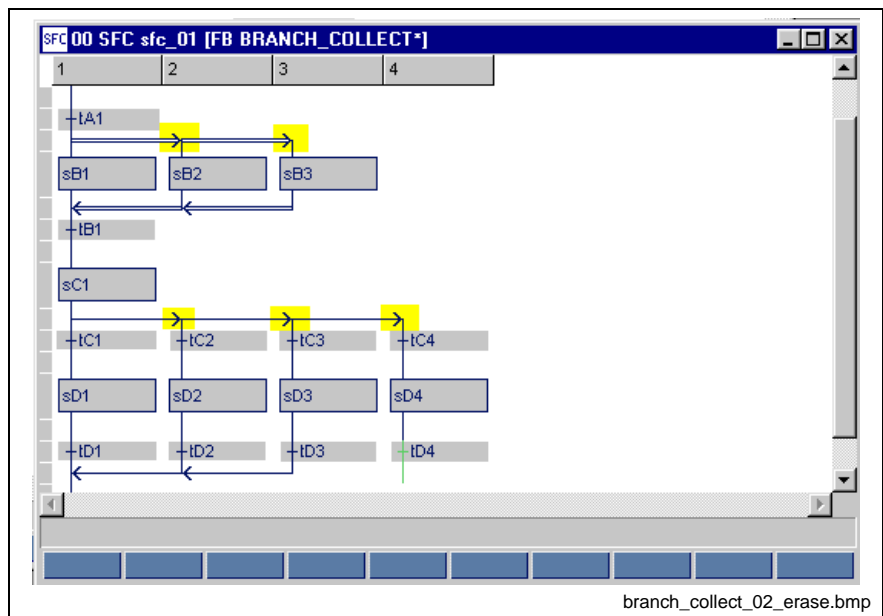 SFC 00 SFC sfc_01 [FB BRANCH_COLLECT*]
1 2 3 4
tA1
sB1 sB2 sB3
tB1
sC1
tC1 tC2 tC3 tC4
sD1 sD2 sD3 sD4
tD1 tD2 tD3 tD4
branch_collect_02_erase.bmp